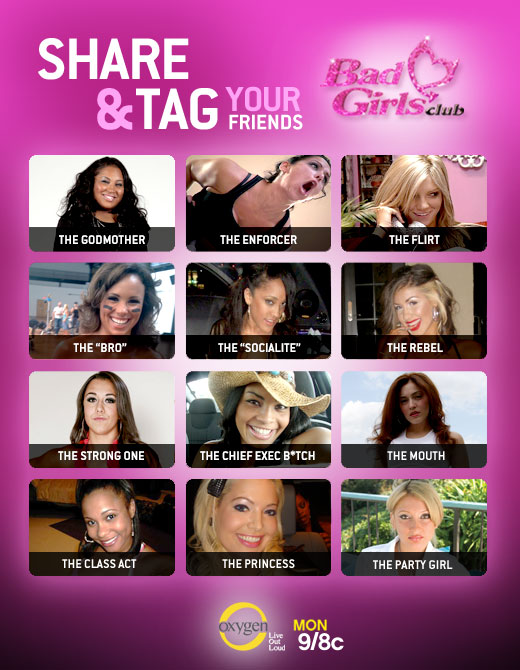 SHARE
& TAG YOUR
FRIENDS
Bad
Girls
club
THE GODMOTHER
THE ENFORCER
THE FLIRT
THE "BRO"
THE "SOCIALITE"
THE REBEL
THE STRONG ONE
THE CHIEF EXEC B*TCH
THE MOUTH
THE CLASS ACT
THE PRINCESS
THE PARTY GIRL
oxygen
Live
Out
Loud
MON
9/8c